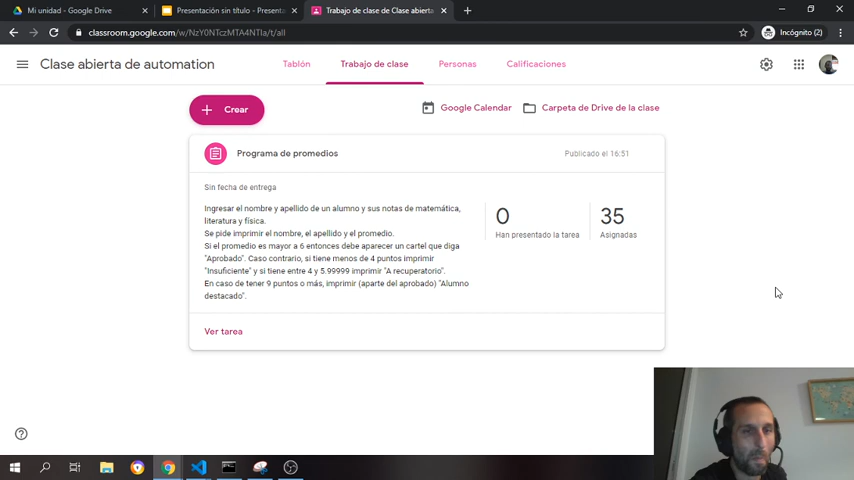 Mi unidad - Google Drive
Presentación sin título - Presenta
Trabajo de clase de Clase abierta
classroom.google.com/w/NzY0NTczMTA4NTIa/t/all
Incógnito (2)
Clase abierta de automation
Tablón
Trabajo de clase
Personas
Calificaciones
Crear
Google Calendar
Carpeta de Drive de la clase
Programa de promedios
Publicado el 16:51
Sin fecha de entrega
Ingresar el nombre y apellido de un alumno y sus notas de matemática,
literatura y física.
Se pide imprimir el nombre, el apellido y el promedio.
Si el promedio es mayor a 6 entonces debe aparecer un cartel que diga
"Aprobado". Caso contrario, si tiene menos de 4 puntos imprimir
"Insuficiente" y si tiene entre 4 y 5.99999 imprimir "A recuperatorio".
En caso de tener 9 puntos o más, imprimir (aparte del aprobado) "Alumno
destacado".
0
Han presentado la tarea
35
Asignadas
Ver tarea